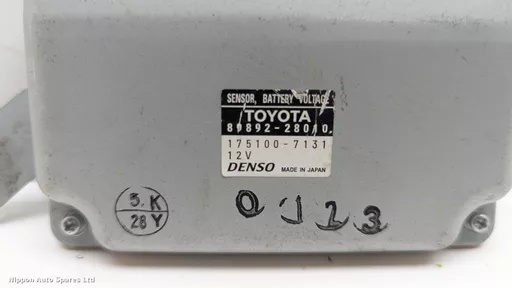 SENSOR, BATTERY VOLTAGE
TOYOTA
89892-28010
175100-7131
12V
DENSO MADE IN JAPAN
5.K
28Y
0123
Nippon Auto Spares Ltd